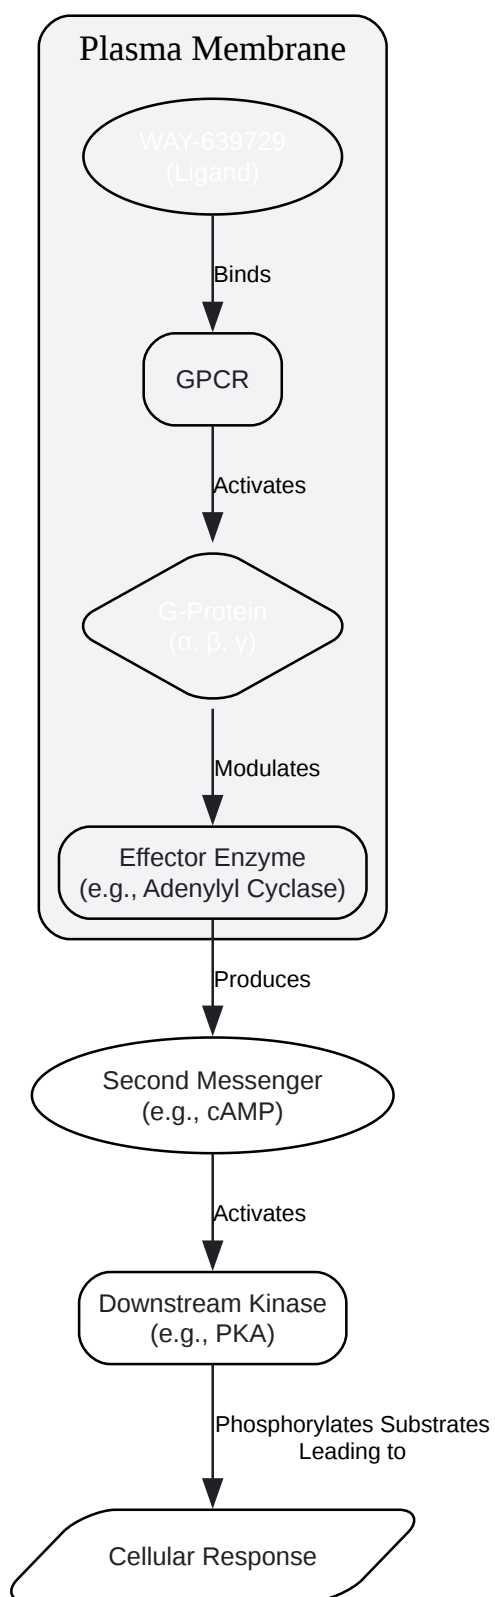 Plasma Membrane
WAY-639729
(Ligand)
Binds
GPCR
Activates
G-Protein
(α, β, γ)
Modulates
Effector Enzyme
(e.g., Adenylyl Cyclase)
Produces
Second Messenger
(e.g., cAMP)
Activates
Downstream Kinase
(e.g., PKA)
Phosphorylates Substrates
Leading to
Cellular Response